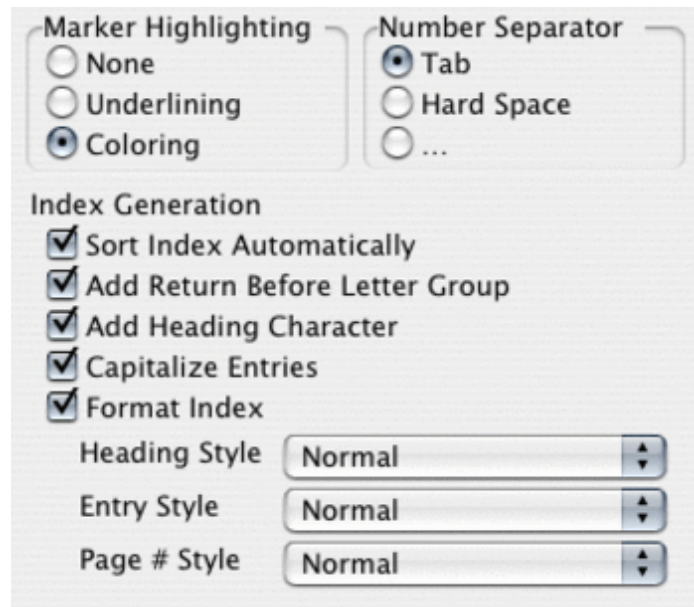 Marker Highlighting
None
Underlining
Coloring
Number Separator
Tab
Hard Space
...
Index Generation
Sort Index Automatically
Add Return Before Letter Group
Add Heading Character
Capitalize Entries
Format Index
Heading Style Normal
Entry Style Normal
Page # Style Normal